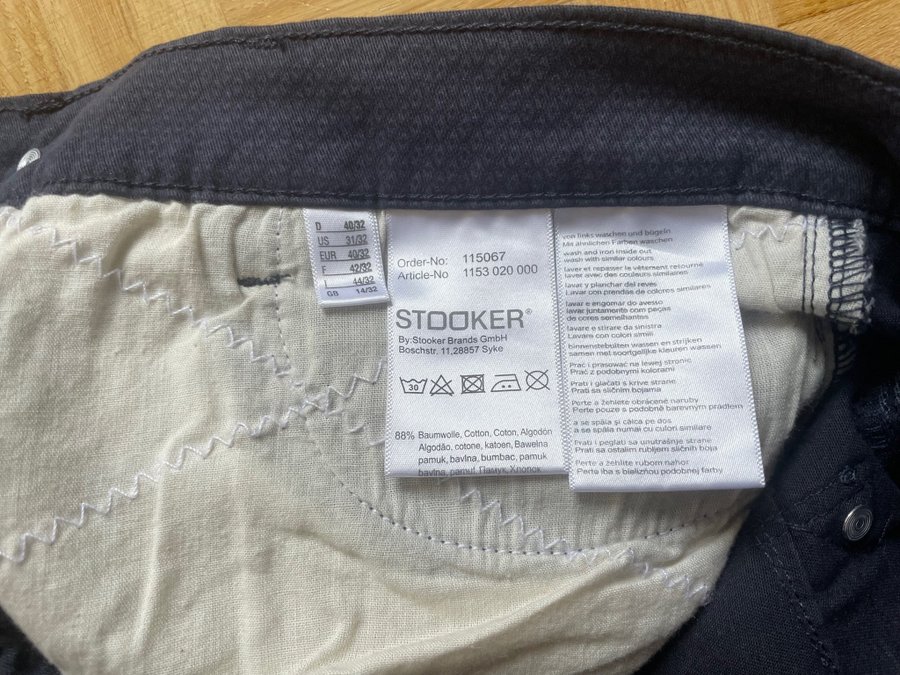 D 40/32
US 31/32
EUR 40/32
F 42/32
I 44/32
GB 14/32
Order-No: 115067
Article-No 1153 020 000
STOOKER®
By:Stooker Brands GmbH
Boschstr. 11,28857 Syke
30
88% Baumwolle, Cotton, Coton, Algodón
Algodão, cotone, katoen, Bawełna
pamuk, bavlna, bumbac, pamuk
bavlna, pamuf, Памук, Хлопок
von links waschen und bügeln
Mit ähnlichen Farben waschen
wash and iron inside out
wash with similar colours
laver et repasser le vêtement retourné
laver avec des couleurs similaires
lavar y planchar del reves
Lavar con prendas de colores similares
lavar e engomar do avesso
lavar juntamente com peças
de cores semelhantes
lavare e stirare da sinistra
Lavare con colori simili
binnenstebuiten wassen en strijken
samen met soortgelijke kleuren wassen
Prać i prasować na lewej stronie
Prać z podobnymi kolorami
Prati i glačati s krive strane
Prati sa sličnim bojama
Perte a žehlete obrácené naruby
Perte pouze s podobně barevným prádlem
a se spăla și călca pe dos
a se spăla numai cu culori similare
Prati i peglati sa unutrašnje strane
Prati sa ostalim rubljem sličnih boja
Perte a žehlite rubom nahor
Perte iba s bielizňou podobnej farby